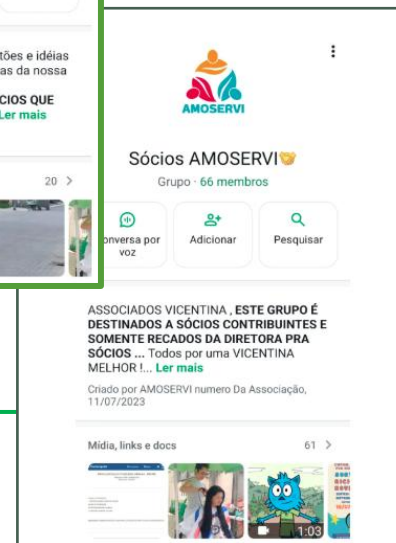 tões e idéias
as da nossa
CIOS QUE
Ler mais
20 >
AMOSERVI
Sócios AMOSERVI🤝
Grupo · 66 membros
onversa por
voz
Adicionar
Pesquisar
ASSOCIADOS VICENTINA , ESTE GRUPO É
DESTINADOS A SÓCIOS CONTRIBUINTES E
SOMENTE RECADOS DA DIRETORA PRA
SÓCIOS ... Todos por uma VICENTINA
MELHOR !... Ler mais
Criado por AMOSERVI numero Da Associação,
11/07/2023
Mídia, links e docs
61 >
1:03